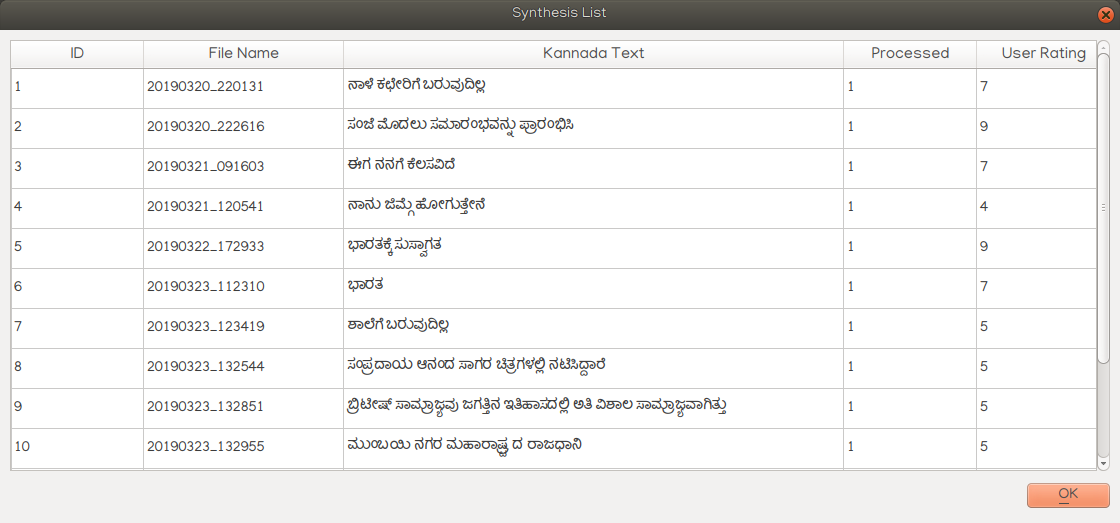 Synthesis List
ID File Name Kannada Text Processed User Rating
1 20190320_220131 ನಾಳೆ ಕಛೇರಿಗೆ ಬರುವುದಿಲ್ಲ 1 7
2 20190320_222616 ಸಂಜೆ ಮೊದಲು ಸಮಾರಂಭವನ್ನು ಪ್ರಾರಂಭಿಸಿ 1 9
3 20190321_091603 ಈಗ ನನಗೆ ಕೆಲಸವಿದೆ 1 7
4 20190321_120541 ನಾನು ಜಿಮ್ಗೆ ಹೋಗುತ್ತೇನೆ 1 4
5 20190322_172933 ಭಾರತಕ್ಕೆ ಸುಸ್ವಾಗತ 1 9
6 20190323_112310 ಭಾರತ 1 7
7 20190323_123419 ಶಾಲೆಗೆ ಬರುವುದಿಲ್ಲ 1 5
8 20190323_132544 ಸಂಪ್ರದಾಯ ಆನಂದ ಸಾಗರ ಚಿತ್ರಗಳಲ್ಲಿ ನಟಿಸಿದ್ದಾರೆ 1 5
9 20190323_132851 ಬ್ರಿಟೀಷ್ ಸಾಮ್ರಾಜ್ಯವು ಜಗತ್ತಿನ ಇತಿಹಾಸದಲ್ಲಿ ಅತಿ ವಿಶಾಲ ಸಾಮ್ರಾಜ್ಯವಾಗಿತ್ತು 1 5
10 20190323_132955 ಮುಂಬಯಿ ನಗರ ಮಹಾರಾಷ್ಟ್ರದ ರಾಜಧಾನಿ 1 5
OK